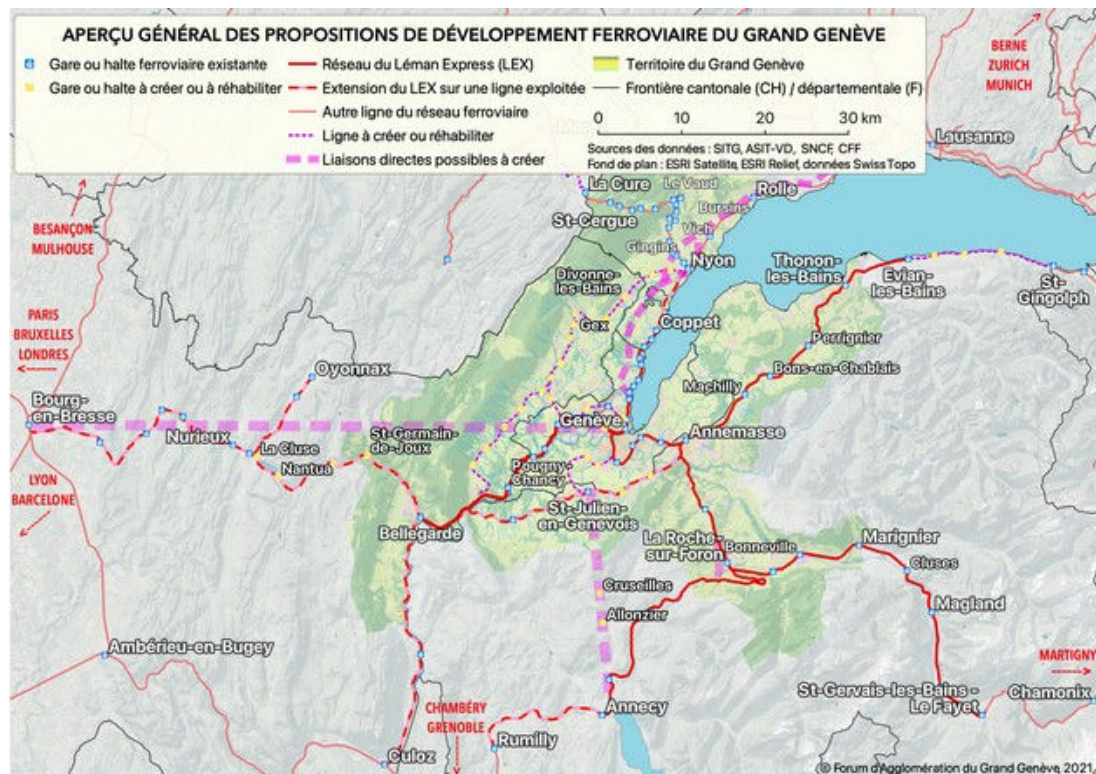 APERÇU GÉNÉRAL DES PROPOSITIONS DE DÉVELOPPEMENT FERROVIAIRE DU GRAND GENÈVE
Gare ou halte ferroviaire existante
Gare ou halte à créer ou à réhabiliter
Réseau du Léman Express (LEX)
Extension du LEX sur une ligne exploitée
Autre ligne du réseau ferroviaire
Ligne à créer ou réhabiliter
Liaisons directes possibles à créer
Territoire du Grand Genève
Frontière cantonale (CH) / départementale (F)
0 10 20 30 km
Sources des données : SITG, ASIT-VD, SNCF, CFF
Fond de plan : ESRI Satellite, ESRI Relief, données Swiss Topo
BERNE
ZURICH
MUNICH
Lausanne
BESANÇON
MULHOUSE
La Cure
Le Vaud
Rolle
St-Cergue
Bursins
Vich
Gingins
Nyon
Divonne-
les-Bains
Thonon-
les-Bains
Evian-
les-Bains
St-
Gingolph
PARIS
BRUXELLES
LONDRES
Gex
Coppet
Perrignier
Oyonnax
Bons-en-Chablais
Machilly
Bourg-
en-Bresse
Nurieux
La Cluse
Nantua
St-Germain-
de-Joux
Genève
Annemasse
Pougny-
Chancy
LYON
BARCELONE
Bellegarde
St-Julien-
en-Genevois
La Roche-
sur-Foron
Bonneville
Marignier
Cluses
Cruseilles
Allonzier
Magland
Ambérieu-en-Bugey
MARTIGNY
St-Gervais-les-Bains -
Le Fayet
Chamonix
CHAMBÉRY
GRENOBLE
Annecy
Rumilly
Culoz
© Forum d'Agglomération du Grand Genève, 2021